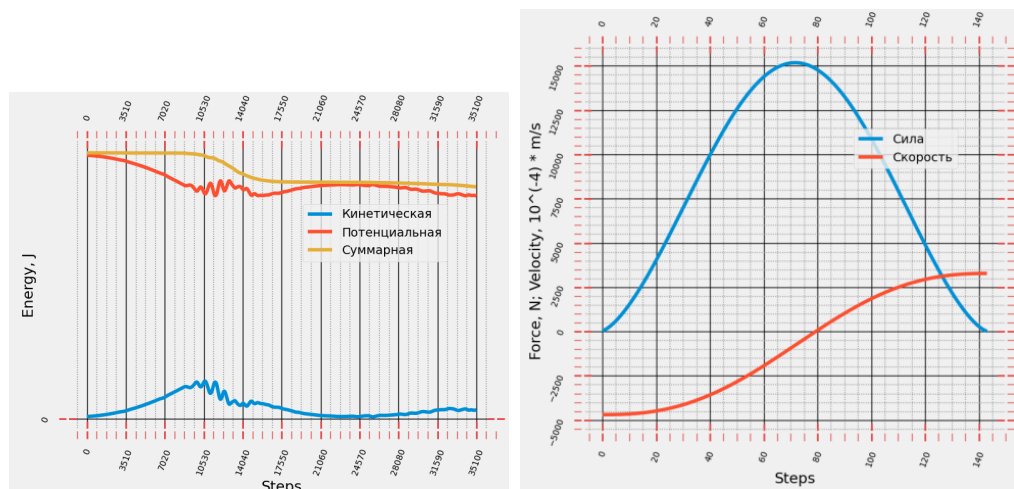 0 3510 7020 10530 14040 17550 21060 24570 28080 31590 35100
Energy, J
Кинетическая
Потенциальная
Суммарная
0
0 3510 7020 10530 14040 17550 21060 24570 28080 31590 35100
Steps
0 20 40 60 80 100 120 140
Force, N; Velocity, 10^(-4) * m/s
15000
12500
10000
7500
5000
2500
0
−2500
−5000
Сила
Скорость
0 20 40 60 80 100 120 140
Steps